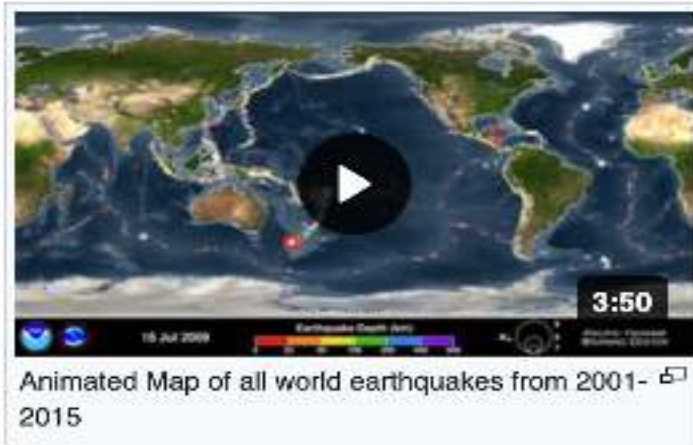 3:50
15 Jul 2009
Earthquake Depth (km)
Animated Map of all world earthquakes from 2001-
2015